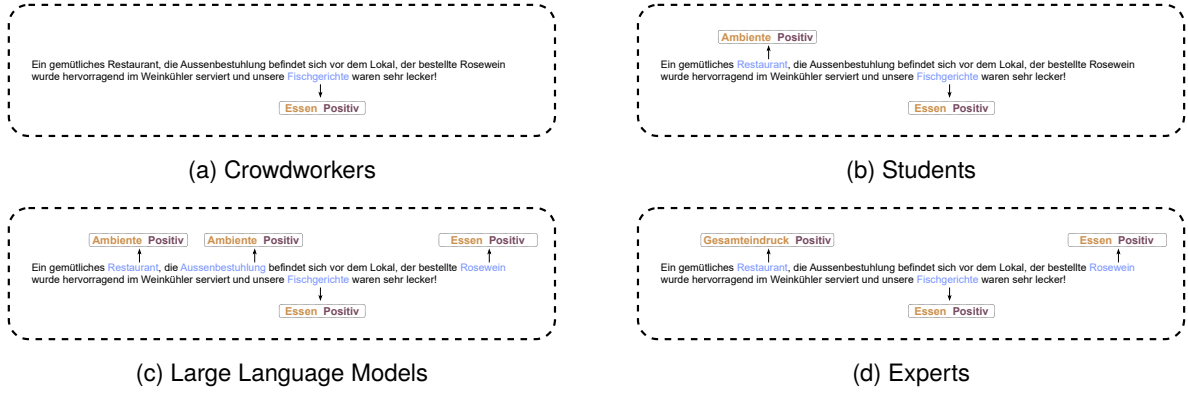 Ein gemütliches Restaurant, die Aussenbestuhlung befindet sich vor dem Lokal, der bestellte Rosewein
wurde hervorragend im Weinkühler serviert und unsere Fischgerichte waren sehr lecker!
Essen Positiv
(a) Crowdworkers
Ambiente Positiv
Ein gemütliches Restaurant, die Aussenbestuhlung befindet sich vor dem Lokal, der bestellte Rosewein
wurde hervorragend im Weinkühler serviert und unsere Fischgerichte waren sehr lecker!
Essen Positiv
(b) Students
Ambiente Positiv Ambiente Positiv Essen Positiv
Ein gemütliches Restaurant, die Aussenbestuhlung befindet sich vor dem Lokal, der bestellte Rosewein
wurde hervorragend im Weinkühler serviert und unsere Fischgerichte waren sehr lecker!
Essen Positiv
(c) Large Language Models
Gesamteindruck Positiv Essen Positiv
Ein gemütliches Restaurant, die Aussenbestuhlung befindet sich vor dem Lokal, der bestellte Rosewein
wurde hervorragend im Weinkühler serviert und unsere Fischgerichte waren sehr lecker!
Essen Positiv
(d) Experts